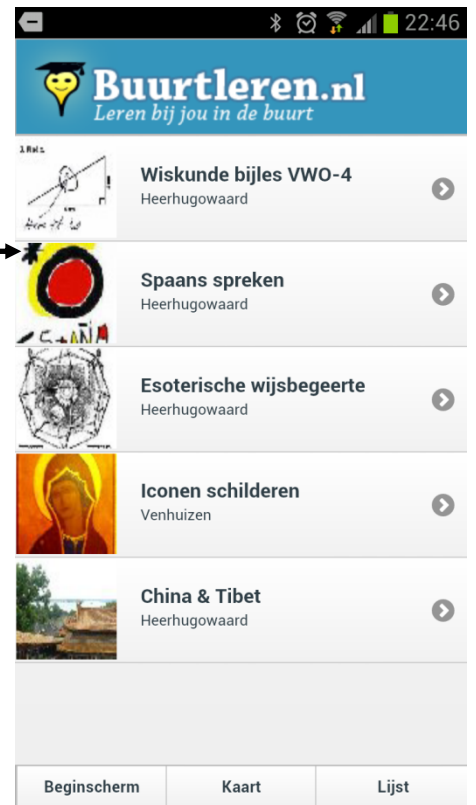 22:46
Buurtleren.nl
Leren bij jou in de buurt
Wiskunde bijles VWO-4
Heerhugowaard
Spaans spreken
Heerhugowaard
Esoterische wijsbegeerte
Heerhugowaard
Iconen schilderen
Venhuizen
China & Tibet
Heerhugowaard
Beginscherm Kaart Lijst